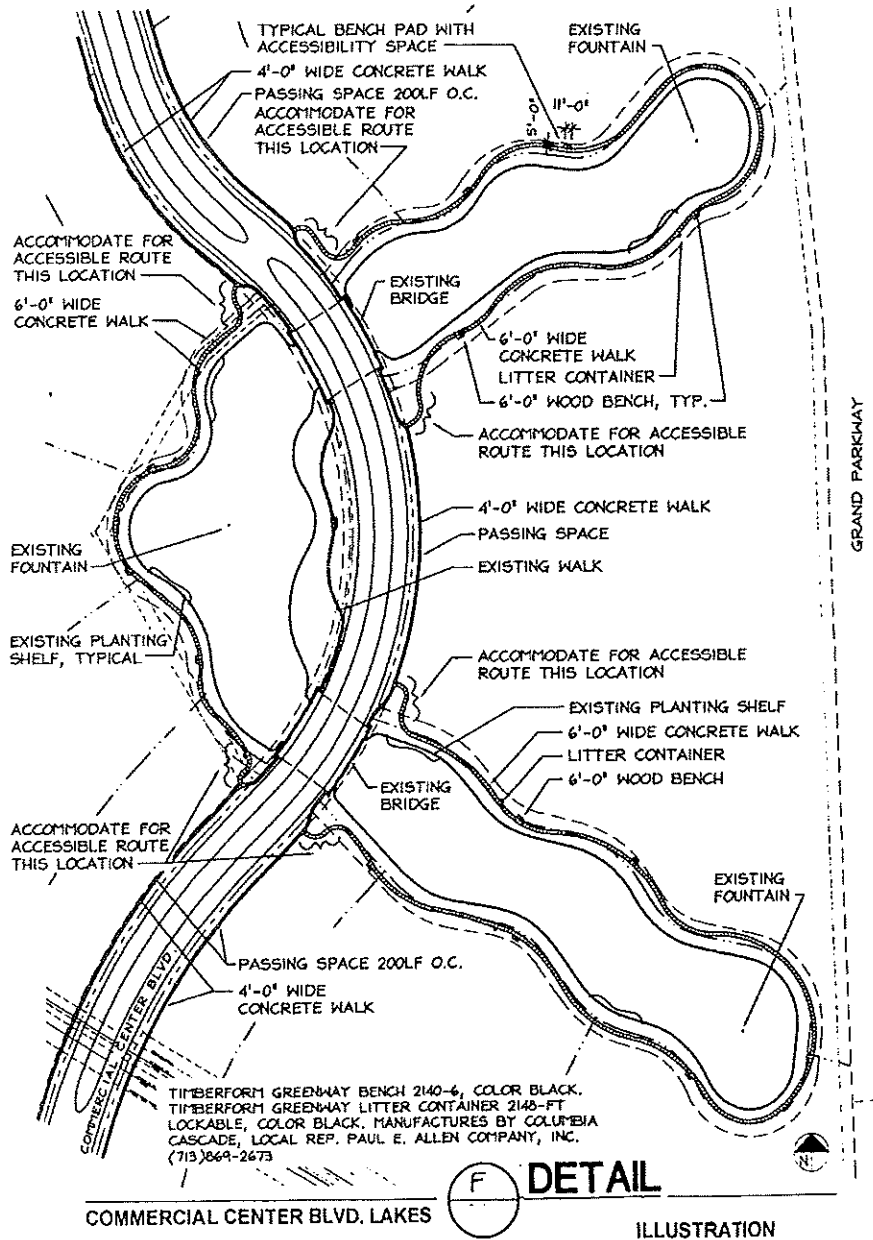 TYPICAL BENCH PAD WITH
ACCESSIBILITY SPACE
EXISTING
FOUNTAIN
4'-0" WIDE CONCRETE WALK
PASSING SPACE 200LF O.C.
ACCOMMODATE FOR
ACCESSIBLE ROUTE
THIS LOCATION
5'-0"
11'-0"
ACCOMMODATE FOR
ACCESSIBLE ROUTE
THIS LOCATION
6'-0" WIDE
CONCRETE WALK
EXISTING
BRIDGE
6'-0" WIDE
CONCRETE WALK
LITTER CONTAINER
6'-0" WOOD BENCH, TYP.
ACCOMMODATE FOR ACCESSIBLE
ROUTE THIS LOCATION
GRAND PARKWAY
4'-0" WIDE CONCRETE WALK
PASSING SPACE
EXISTING WALK
EXISTING
FOUNTAIN
EXISTING PLANTING
SHELF, TYPICAL
ACCOMMODATE FOR ACCESSIBLE
ROUTE THIS LOCATION
EXISTING PLANTING SHELF
6'-0" WIDE CONCRETE WALK
LITTER CONTAINER
6'-0" WOOD BENCH
EXISTING
BRIDGE
ACCOMMODATE FOR
ACCESSIBLE ROUTE
THIS LOCATION
EXISTING
FOUNTAIN
PASSING SPACE 200LF O.C.
4'-0" WIDE
CONCRETE WALK
COMMERCIAL CENTER BLVD.
TIMBERFORM GREENWAY BENCH 2140-6, COLOR BLACK.
TIMBERFORM GREENWAY LITTER CONTAINER 2148-FT
LOCKABLE, COLOR BLACK. MANUFACTURES BY COLUMBIA
CASCADE, LOCAL REP. PAUL E. ALLEN COMPANY, INC.
(713)869-2673
N
F
DETAIL
COMMERCIAL CENTER BLVD. LAKES
ILLUSTRATION